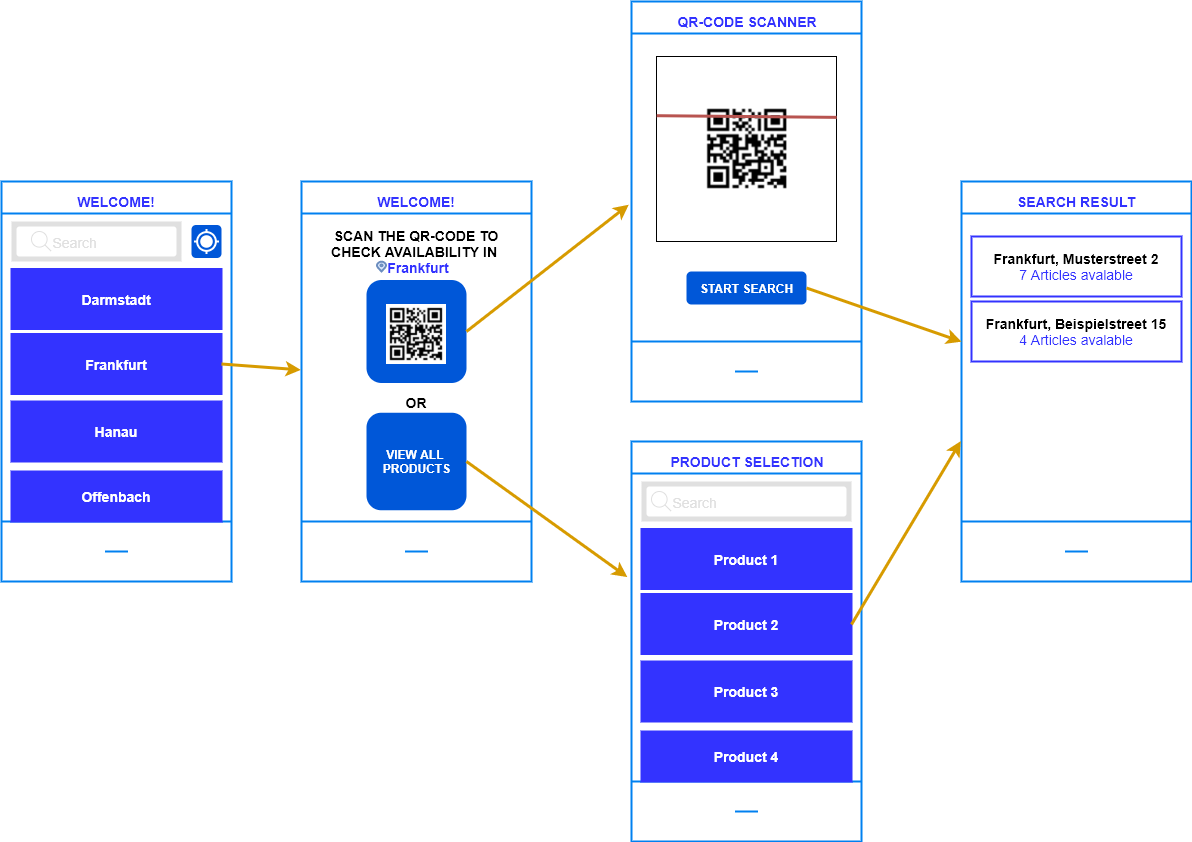 WELCOME!
Search
Darmstadt
Frankfurt
Hanau
Offenbach
WELCOME!
SCAN THE QR-CODE TO
CHECK AVAILABILITY IN
Frankfurt
OR
VIEW ALL
PRODUCTS
QR-CODE SCANNER
START SEARCH
PRODUCT SELECTION
Search
Product 1
Product 2
Product 3
Product 4
SEARCH RESULT
Frankfurt, Musterstreet 2
7 Articles avalable
Frankfurt, Beispielstreet 15
4 Articles available